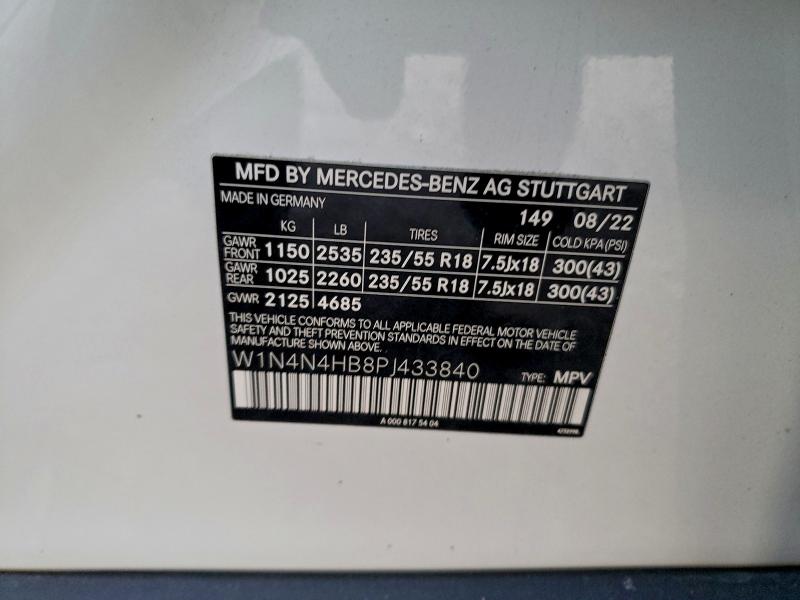 MFD BY MERCEDES-BENZ AG STUTTGART
MADE IN GERMANY 149 08/22
KG LB TIRES RIM SIZE COLD KPA (PSI)
GAWR FRONT 1150 2535 235/55 R18 7.5Jx18 300(43)
GAWR REAR 1025 2260 235/55 R18 7.5Jx18 300(43)
GVWR 2125 4685
THIS VEHICLE CONFORMS TO ALL APPLICABLE FEDERAL MOTOR VEHICLE
SAFETY AND THEFT PREVENTION STANDARDS IN EFFECT ON THE DATE OF
MANUFACTURE SHOWN ABOVE.
W1N4N4HB8PJ433840 TYPE: MPV
A 000 817 54 04